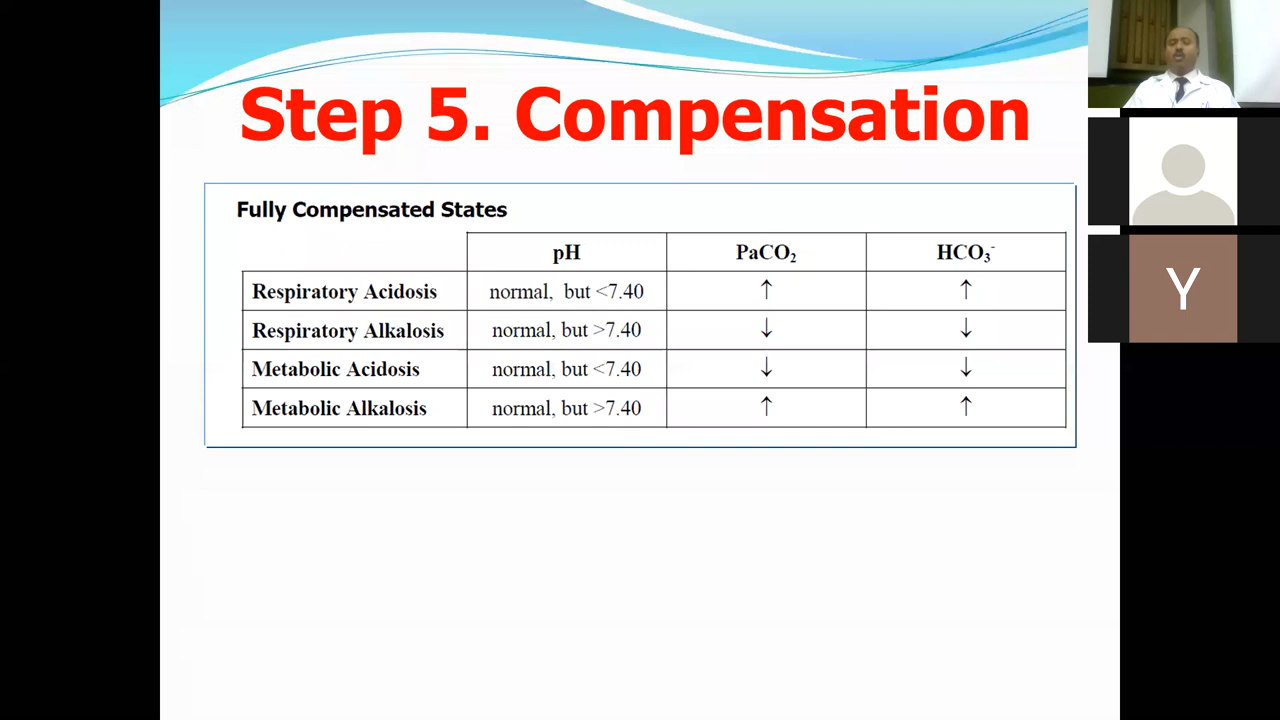 Step 5. Compensation
Fully Compensated States
pH PaCO₂ HCO₃⁻
Respiratory Acidosis normal, but <7.40 ↑ ↑
Respiratory Alkalosis normal, but >7.40 ↓ ↓
Metabolic Acidosis normal, but <7.40 ↓ ↓
Metabolic Alkalosis normal, but >7.40 ↑ ↑
Y